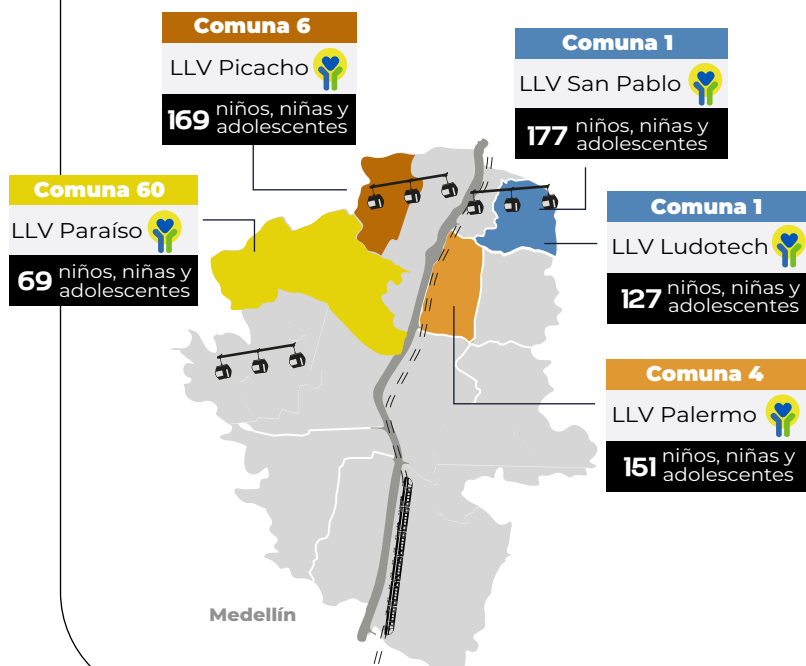 Comuna 6
LLV Picacho
169 niños, niñas y
adolescentes
Comuna 1
LLV San Pablo
177 niños, niñas y
adolescentes
Comuna 60
LLV Paraíso
69 niños, niñas y
adolescentes
Comuna 1
LLV Ludotech
127 niños, niñas y
adolescentes
Comuna 4
LLV Palermo
151 niños, niñas y
adolescentes
Medellín